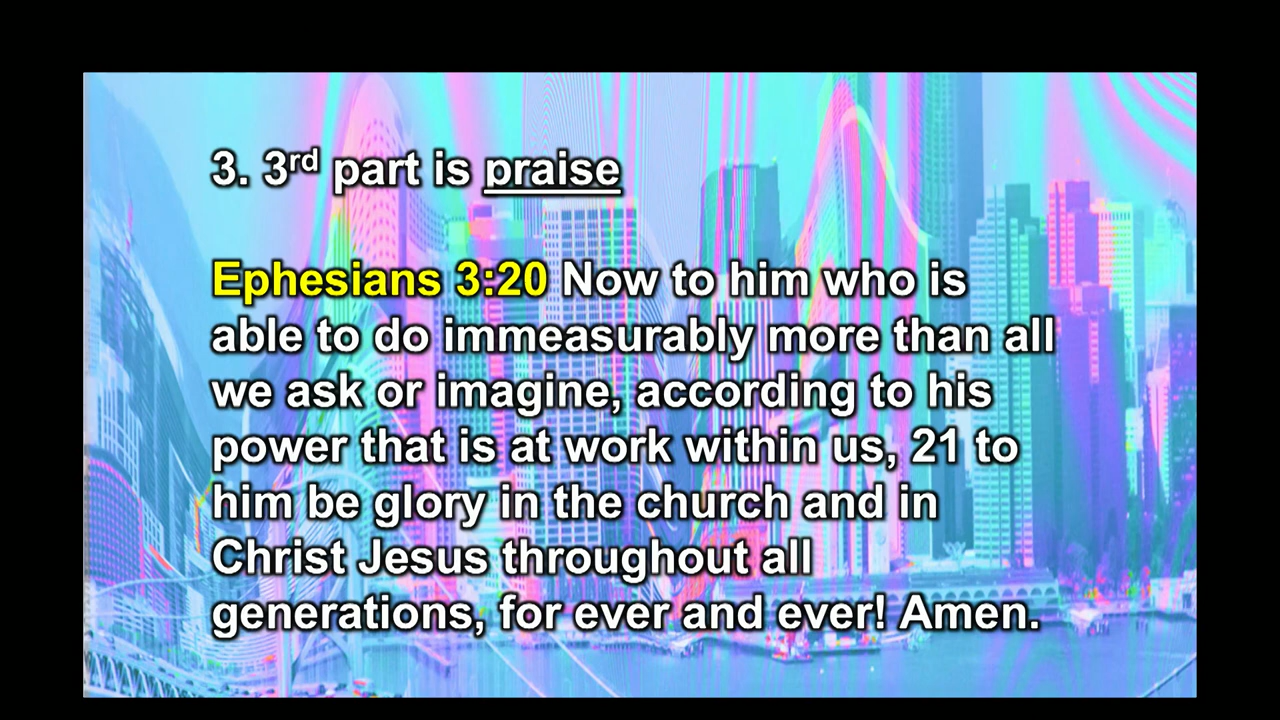 3. 3rd part is praise
Ephesians 3:20 Now to him who is
able to do immeasurably more than all
we ask or imagine, according to his
power that is at work within us, 21 to
him be glory in the church and in
Christ Jesus throughout all
generations, for ever and ever! Amen.